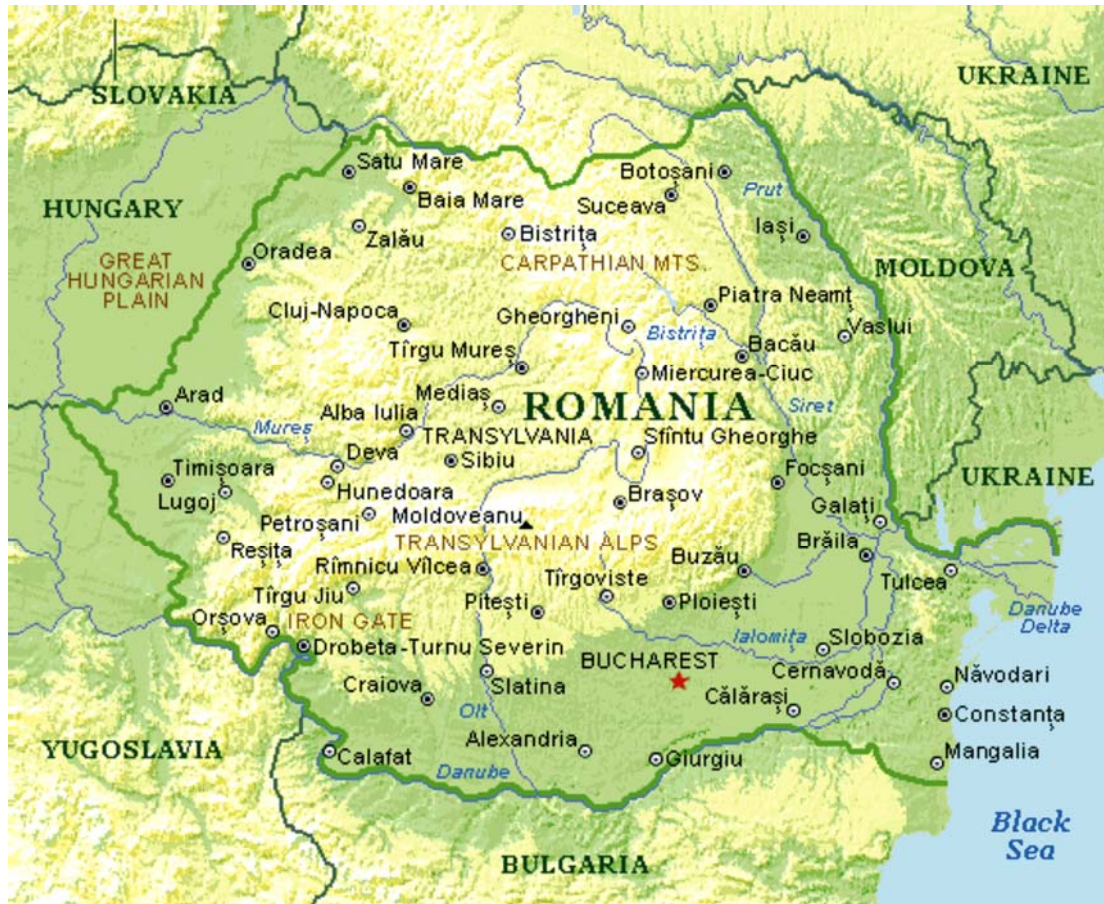 UKRAINE
SLOVAKIA
Satu Mare
Botoșani
Baia Mare
Prut
Suceava
HUNGARY
Zalău
Bistrița
Iași
Oradea
GREAT
HUNGARIAN
PLAIN
CARPATHIAN MTS.
MOLDOVA
Piatra Neamț
Cluj-Napoca
Gheorgheni
Bistrița
Vaslui
Tîrgu Mureș
Bacău
Miercurea-Ciuc
Arad
Mediaș
ROMANIA
Siret
Alba Iulia
Mureș
TRANSYLVANIA
Sfîntu Gheorghe
Deva
Sibiu
Timișoara
Focșani
UKRAINE
Lugoj
Hunedoara
Brașov
Galați
Petroșani
Moldoveanu
TRANSYLVANIAN ALPS
Brăila
Reșița
Buzău
Rîmnicu Vîlcea
Tîrgoviste
Tulcea
Tîrgu Jiu
Pitești
Ploiești
Danube
Delta
Orșova
IRON GATE
Ialomița
Slobozia
Drobeta-Turnu Severin
BUCHAREST
Cernavodă
Năvodari
Craiova
Slatina
Călărași
Olt
Constanța
YUGOSLAVIA
Calafat
Alexandria
Giurgiu
Mangalia
Danube
Black
Sea
BULGARIA